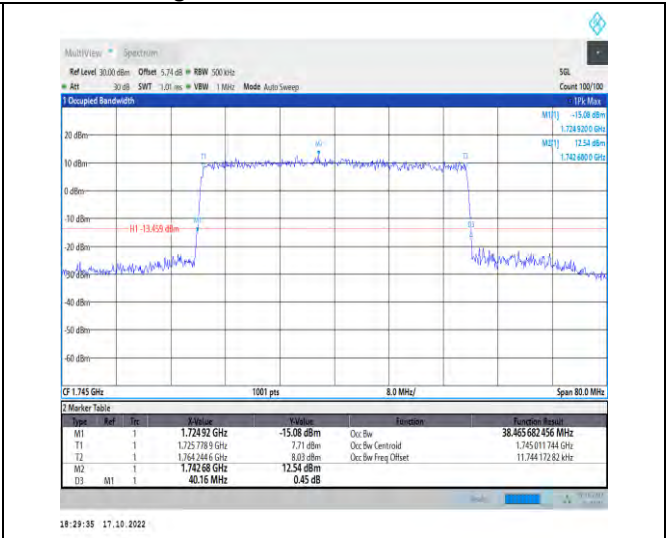 MultiView Spectrum
Ref Level 30.00 dBm Offset 5.74 dB RBW 500 kHz SGL
Att 30 dB SWT 1.01 ms VBW 1 MHz Mode Auto Sweep Count 100/100
1 Occupied Bandwidth 1Pk Max
M1[1] -15.08 dBm
1.724 920 0 GHz
M2[1] 12.54 dBm
1.742 680 0 GHz
20 dBm
M2
T1 T2
10 dBm
0 dBm
-10 dBm
M1 D3
H1 -13.459 dBm
-20 dBm
-30 dBm
-40 dBm
-50 dBm
-60 dBm
CF 1.745 GHz 1001 pts 8.0 MHz/ Span 80.0 MHz
2 Marker Table
Type Ref Trc X-Value Y-Value Function Function Result
M1 1 1.724 92 GHz -15.08 dBm Occ Bw 38.465 682 456 MHz
T1 1 1.725 778 9 GHz 7.71 dBm Occ Bw Centroid 1.745 011 744 GHz
T2 1 1.764 244 6 GHz 8.03 dBm Occ Bw Freq Offset 11.744 172 82 kHz
M2 1 1.742 68 GHz 12.54 dBm
D3 M1 1 40.16 MHz 0.45 dB
18:29:35 17.10.2022